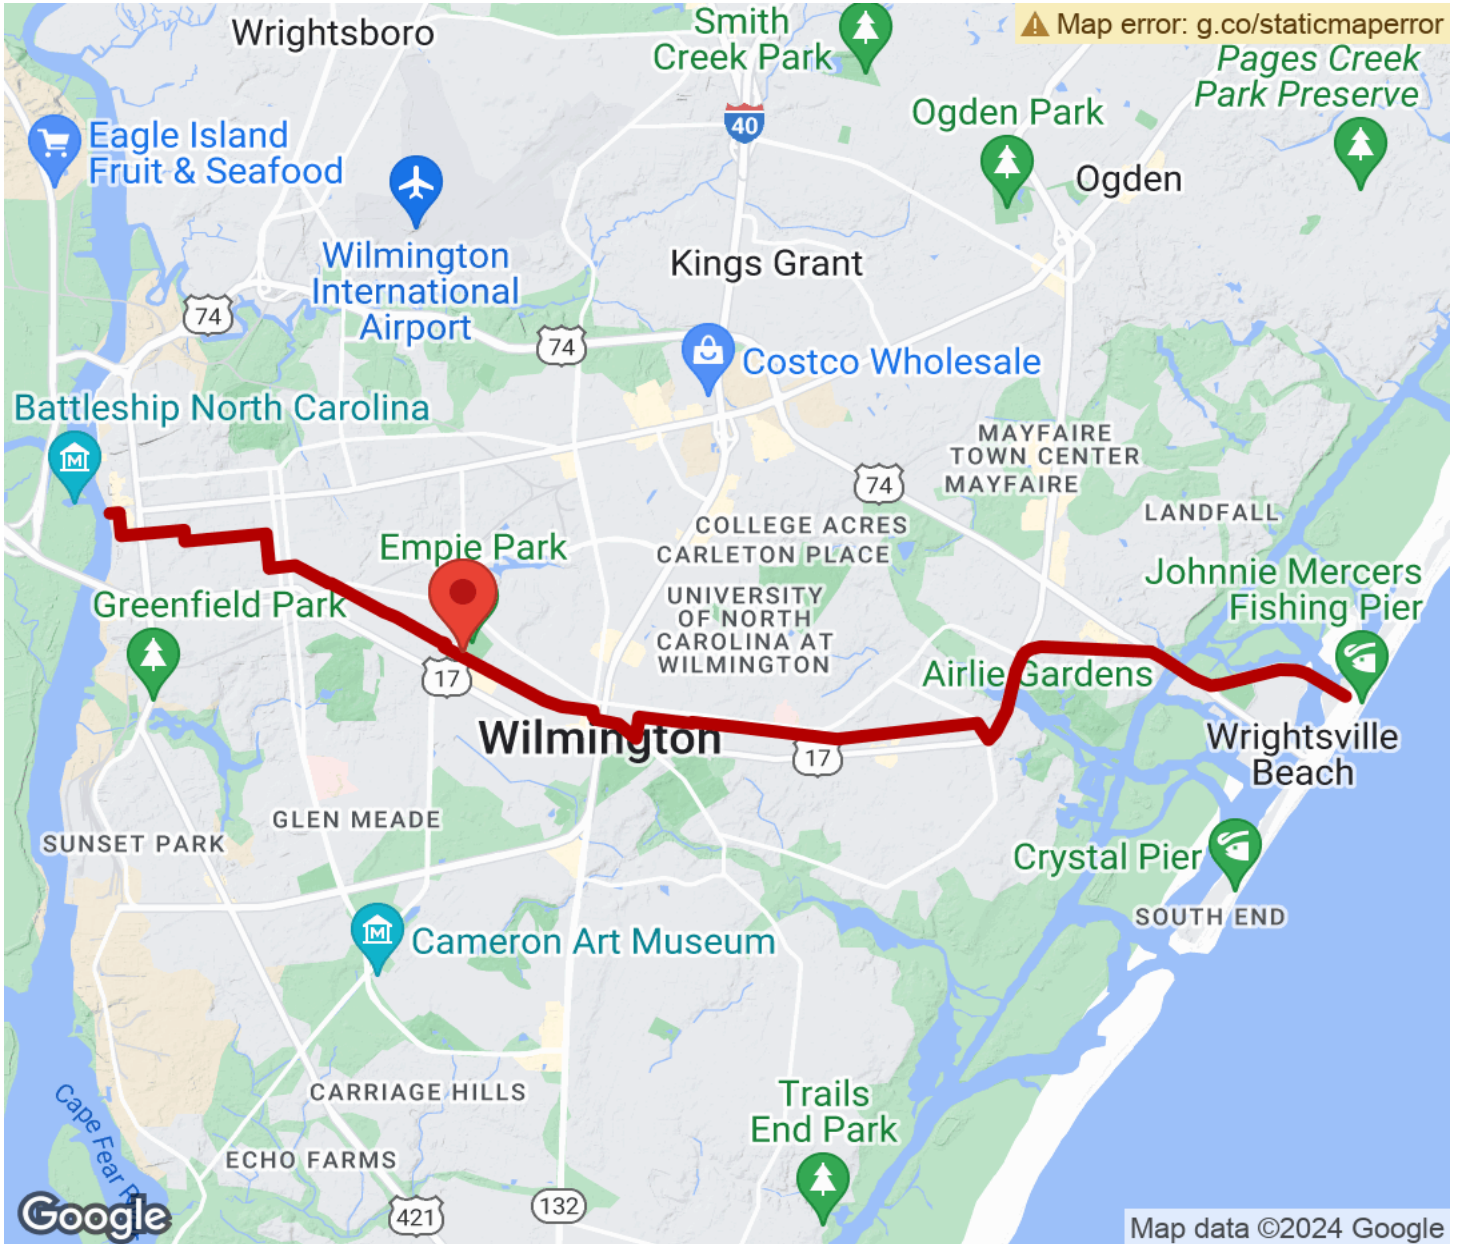 Wrightsboro
Smith
Creek Park
Map error: g.co/staticmaperror
Pages Creek
Park Preserve
40
Ogden Park
Eagle Island
Fruit & Seafood
Ogden
Wilmington
International
Airport
Kings Grant
74
74
Costco Wholesale
Battleship North Carolina
MAYFAIRE
TOWN CENTER
MAYFAIRE
74
LANDFALL
COLLEGE ACRES
CARLETON PLACE
Empie Park
Johnnie Mercers
Fishing Pier
Greenfield Park
UNIVERSITY
OF NORTH
CAROLINA AT
WILMINGTON
17
Airlie Gardens
Wilmington
17
Wrightsville
Beach
GLEN MEADE
SUNSET PARK
Crystal Pier
SOUTH END
Cameron Art Museum
CARRIAGE HILLS
Trails
End Park
Cape Fear R
ECHO FARMS
421
132
Google
Map data ©2024 Google